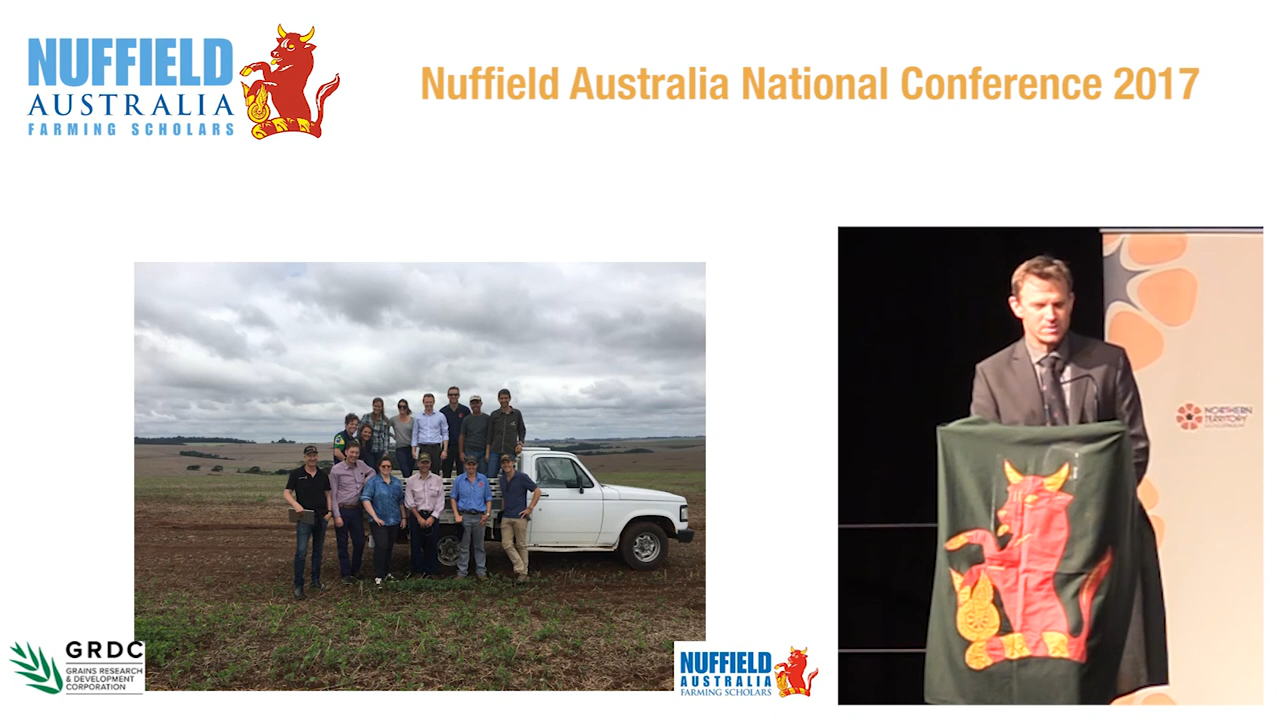 NUFFIELD
AUSTRALIA
FARMING SCHOLARS
Nuffield Australia National Conference 2017
NORTHERN
TERRITORY
GRDC
GRAINS RESEARCH
& DEVELOPMENT
CORPORATION
NUFFIELD
AUSTRALIA
FARMING SCHOLARS